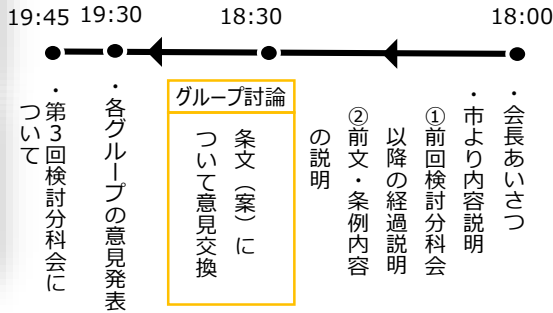 18:00
・会長あいさつ
・市より内容説明
①前回検討分科会
以降の経過説明
②前文・条例内容
の説明
18:30
グループ討論
条文（案）に
ついて意見交換
19:30
・各グループの意見発表
19:45
・第３回検討分科会に
ついて